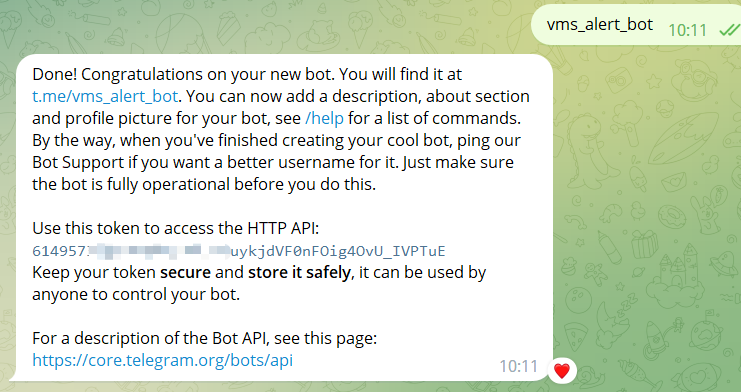 vms_alert_bot 10:11
Done! Congratulations on your new bot. You will find it at
t.me/vms_alert_bot. You can now add a description, about section
and profile picture for your bot, see /help for a list of commands.
By the way, when you've finished creating your cool bot, ping our
Bot Support if you want a better username for it. Just make sure
the bot is fully operational before you do this.
Use this token to access the HTTP API:
Keep your token secure and store it safely, it can be used by
anyone to control your bot.
For a description of the Bot API, see this page:
https://core.telegram.org/bots/api
10:11